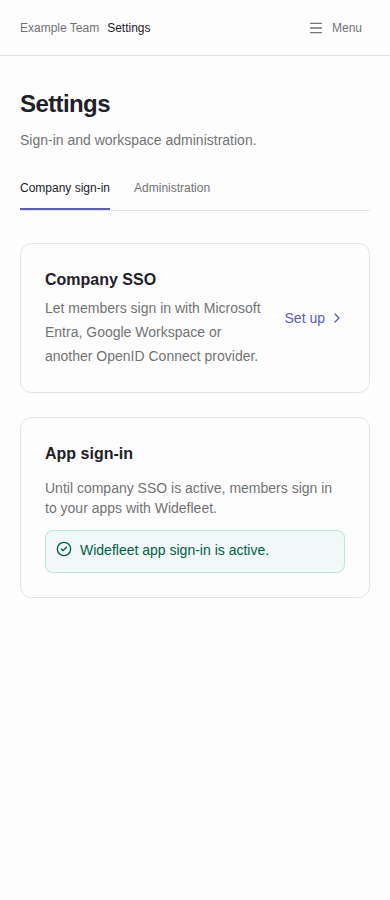 Example Team Settings
Menu
Settings
Sign-in and workspace administration.
Company sign-in
Administration
Company SSO
Let members sign in with Microsoft
Entra, Google Workspace or
another OpenID Connect provider.
Set up
App sign-in
Until company SSO is active, members sign in
to your apps with Widefleet.
Widefleet app sign-in is active.